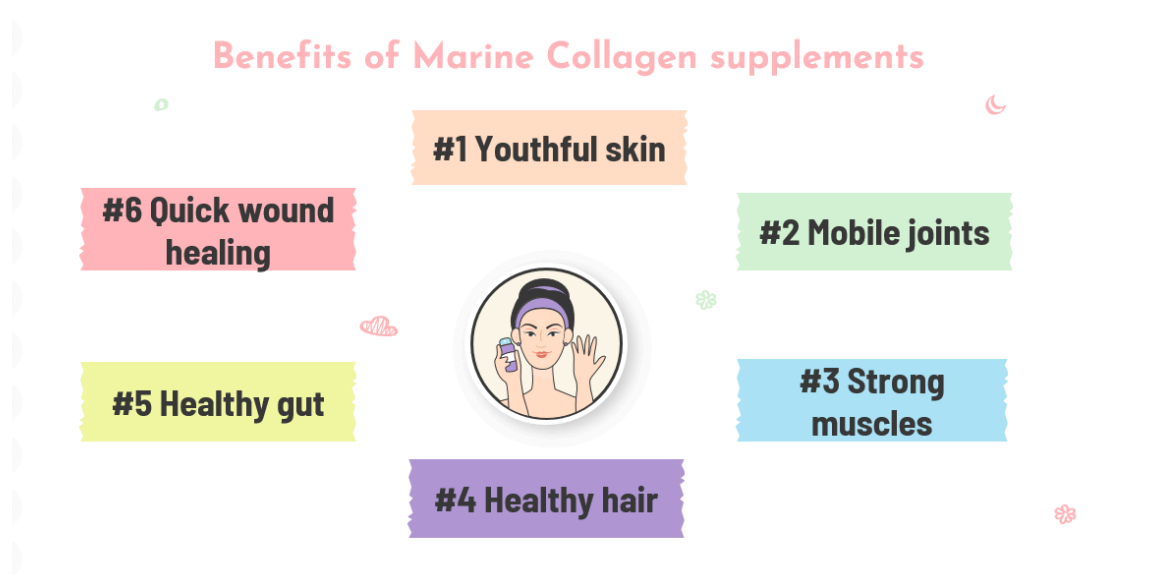 Benefits of Marine Collagen supplements
#1 Youthful skin
#2 Mobile joints
#3 Strong
muscles
#4 Healthy hair
#5 Healthy gut
#6 Quick wound
healing